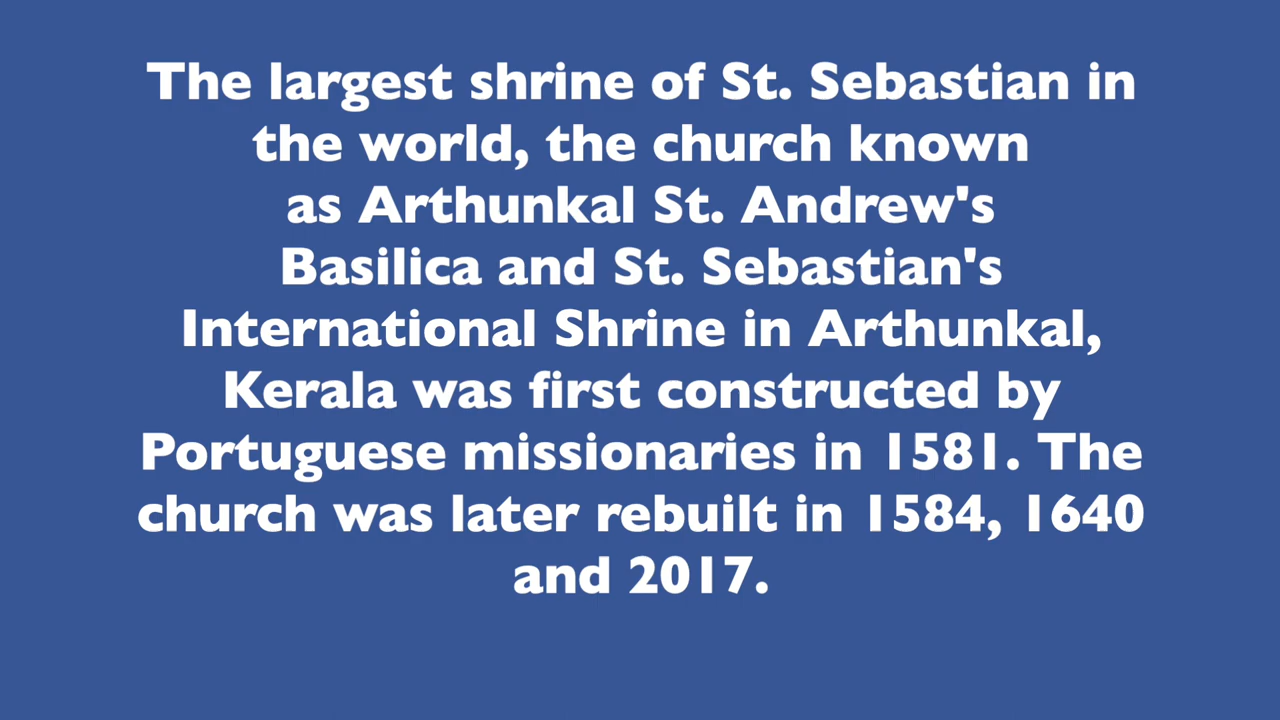 The largest shrine of St. Sebastian in
the world, the church known
as Arthunkal St. Andrew's
Basilica and St. Sebastian's
International Shrine in Arthunkal,
Kerala was first constructed by
Portuguese missionaries in 1581. The
church was later rebuilt in 1584, 1640
and 2017.